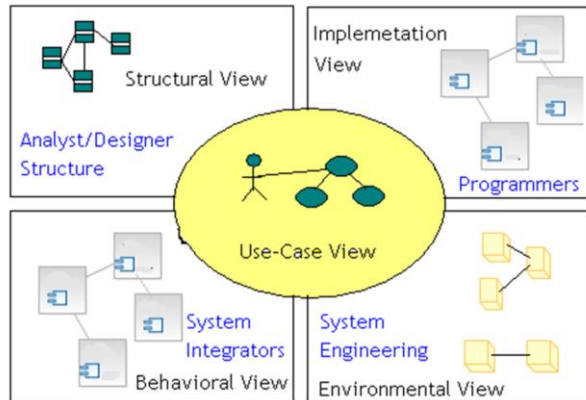 Structural View
Analyst/Designer
Structure
Implemetation
View
Programmers
Use-Case View
System
Integrators
Behavioral View
System
Engineering
Environmental View